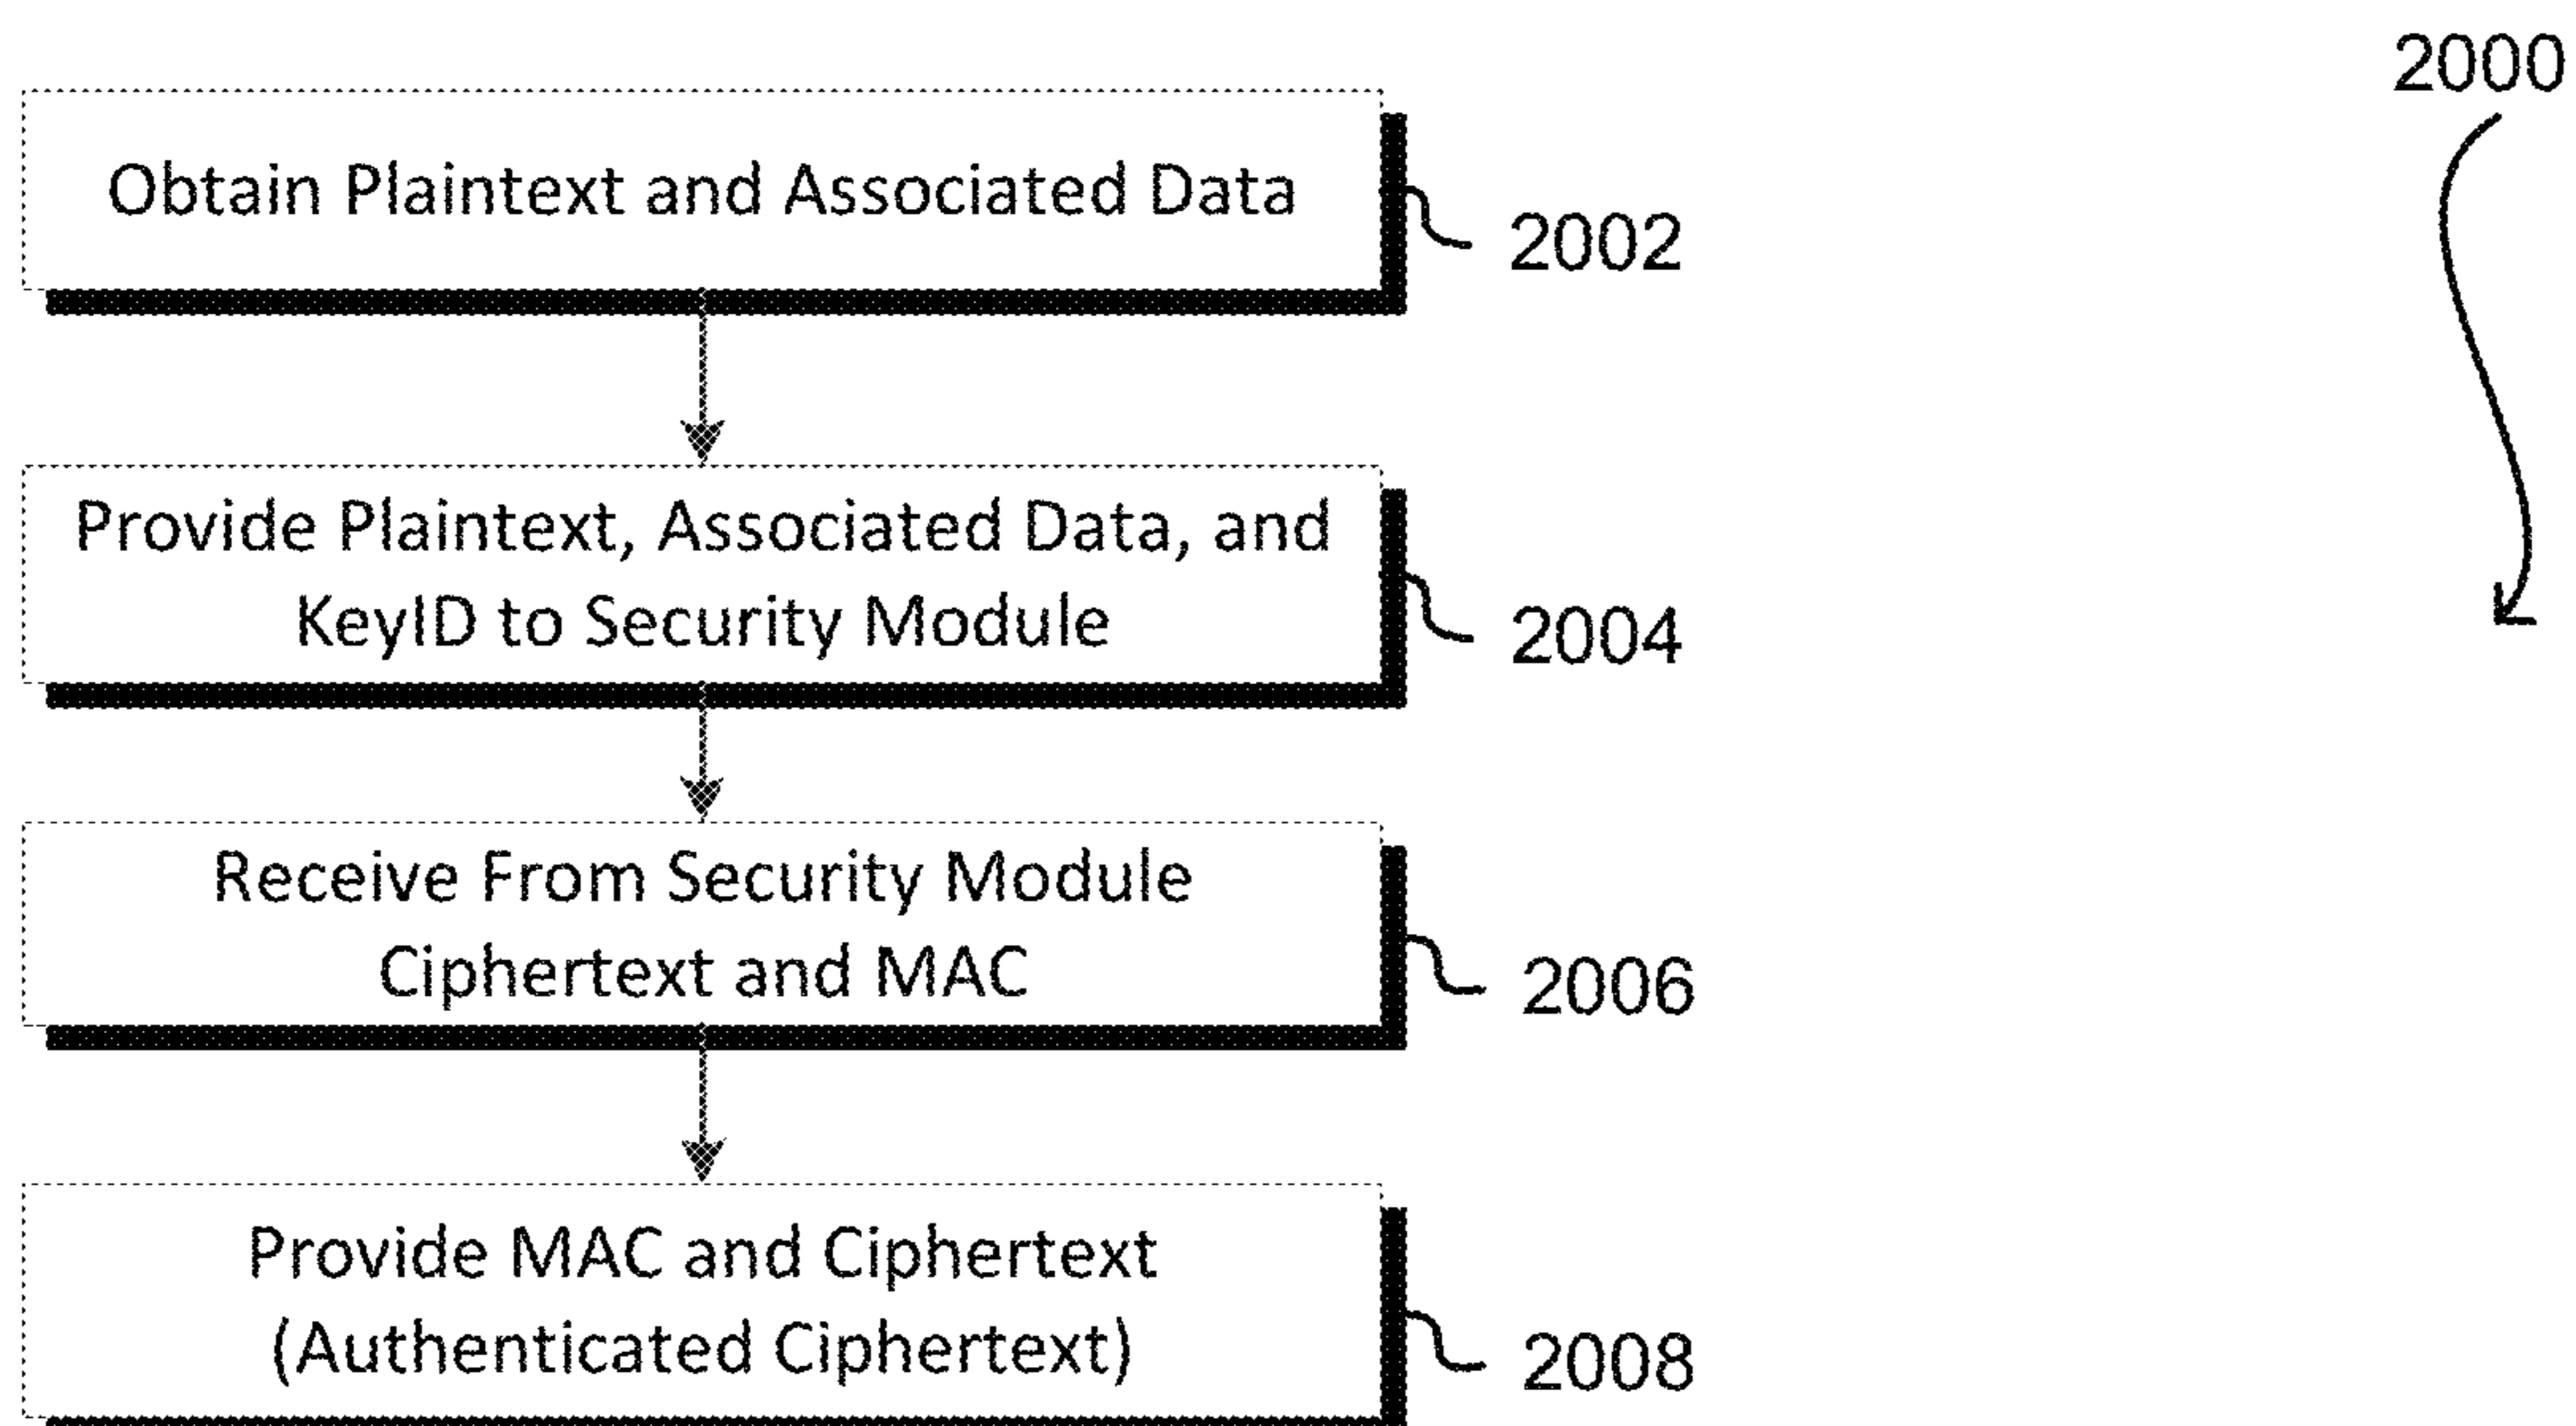 2000
Obtain Plaintext and Associated Data
2002
Provide Plaintext, Associated Data, and
KeyID to Security Module
2004
Receive From Security Module
Ciphertext and MAC
2006
Provide MAC and Ciphertext
(Authenticated Ciphertext)
2008